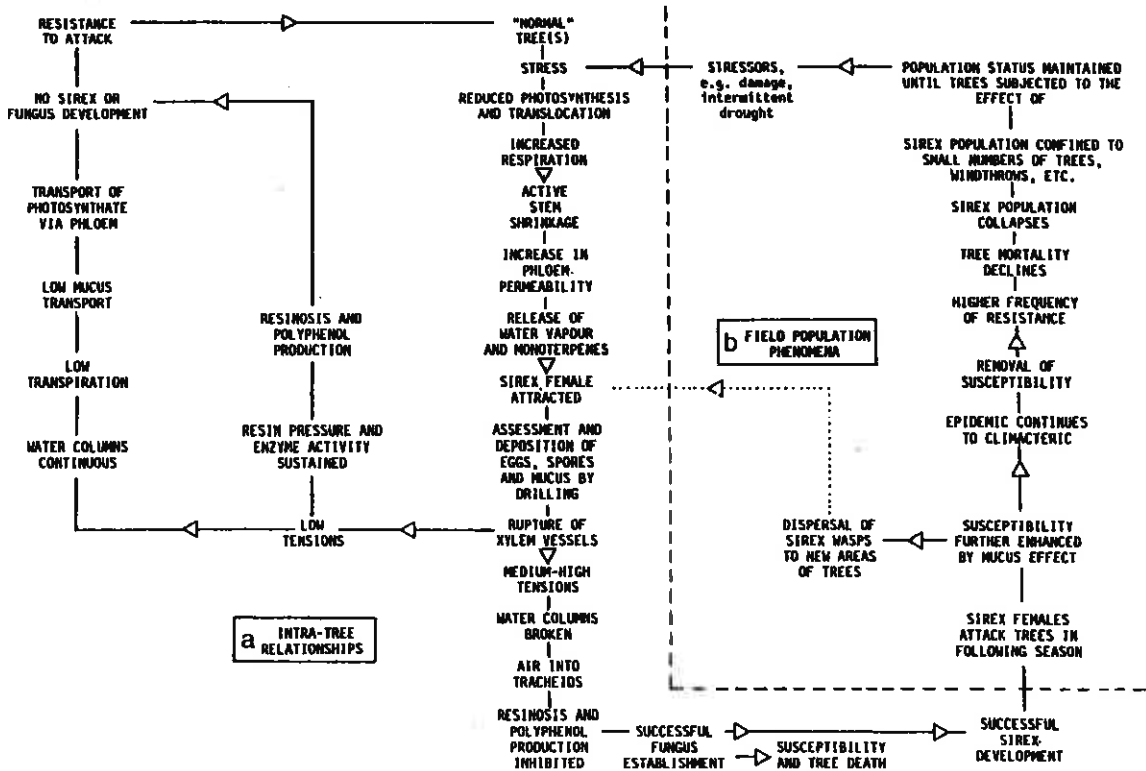 RESISTANCE
TO ATTACK
NO SIREX OR
FUNGUS DEVELOPMENT
TRANSPORT OF
PHOTOSYNTHATE
VIA PHLOEM
LOW MUCUS
TRANSPORT
LOW
TRANSPIRATION
WATER COLUMNS
CONTINUOUS
RESINOSIS AND
POLYPHENOL
PRODUCTION
RESIN PRESSURE AND
ENZYME ACTIVITY
SUSTAINED
LOW
TENSIONS
a INTRA-TREE
RELATIONSHIPS
"NORMAL"
TREE(S)
STRESS
REDUCED PHOTOSYNTHESIS
AND TRANSLOCATION
INCREASED
RESPIRATION
ACTIVE
STEM
SHRINKAGE
INCREASE IN
PHLOEM-
PERMEABILITY
RELEASE OF
WATER VAPOUR
AND MONOTERPENES
SIREX FEMALE
ATTRACTED
ASSESSMENT AND
DEPOSITION OF
EGGS, SPORES
AND MUCUS BY
DRILLING
RUPTURE OF
XYLEM VESSELS
MEDIUM-HIGH
TENSIONS
WATER COLUMNS
BROKEN
AIR INTO
TRACHEIDS
RESINOSIS AND
POLYPHENOL
PRODUCTION
INHIBITED
SUCCESSFUL
FUNGUS
ESTABLISHMENT
SUSCEPTIBILITY
AND TREE DEATH
SUCCESSFUL
SIREX-
DEVELOPMENT
STRESSORS,
e.g. damage,
intermittent
drought
POPULATION STATUS MAINTAINED
UNTIL TREES SUBJECTED TO THE
EFFECT OF
SIREX POPULATION CONFINED TO
SMALL NUMBERS OF TREES,
WINDTHROWS, ETC.
SIREX POPULATION
COLLAPSES
TREE MORTALITY
DECLINES
HIGHER FREQUENCY
OF RESISTANCE
REMOVAL OF
SUSCEPTIBILITY
EPIDEMIC CONTINUES
TO CLIMACTERIC
SUSCEPTIBILITY
FURTHER ENHANCED
BY MUCUS EFFECT
SIREX FEMALES
ATTACK TREES IN
FOLLOWING SEASON
b FIELD POPULATION
PHENOMENA
DISPERSAL OF
SIREX WASPS
TO NEW AREAS
OF TREES